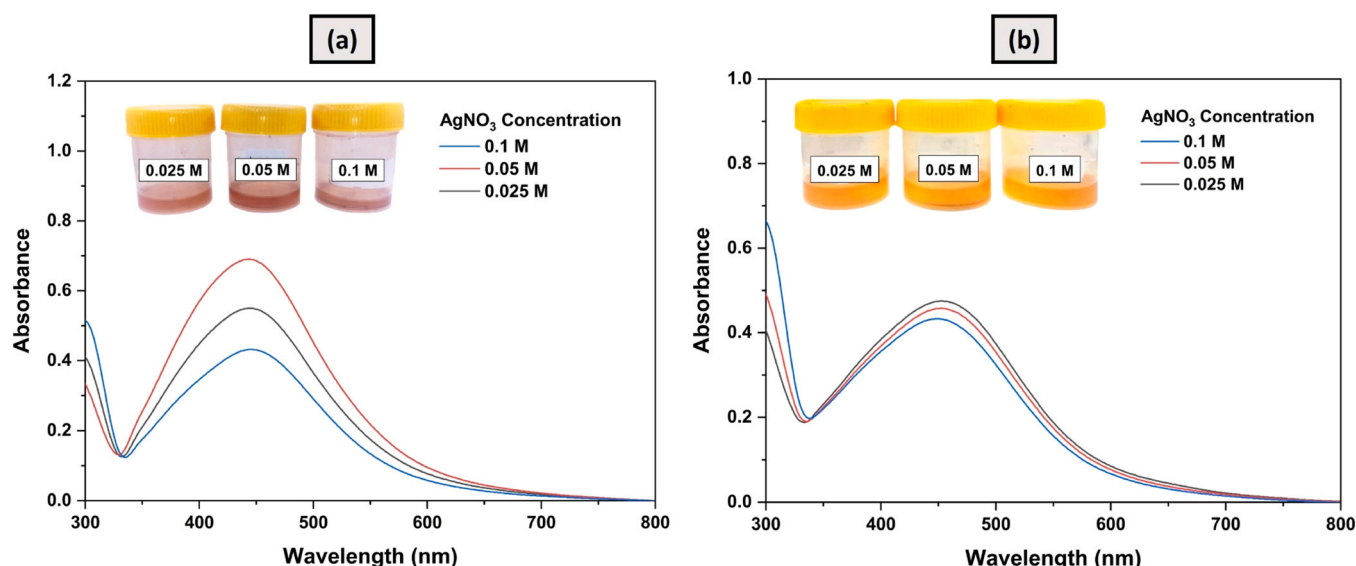 (a)
1.2
1.0
0.8
0.6
0.4
0.2
0.0
Absorbance
0.025 M
0.05 M
0.1 M
AgNO₃ Concentration
0.1 M
0.05 M
0.025 M
300
400
500
600
700
800
Wavelength (nm)
(b)
1.0
0.8
0.6
0.4
0.2
0.0
Absorbance
0.025 M
0.05 M
0.1 M
AgNO₃ Concentration
0.1 M
0.05 M
0.025 M
300
400
500
600
700
800
Wavelength (nm)